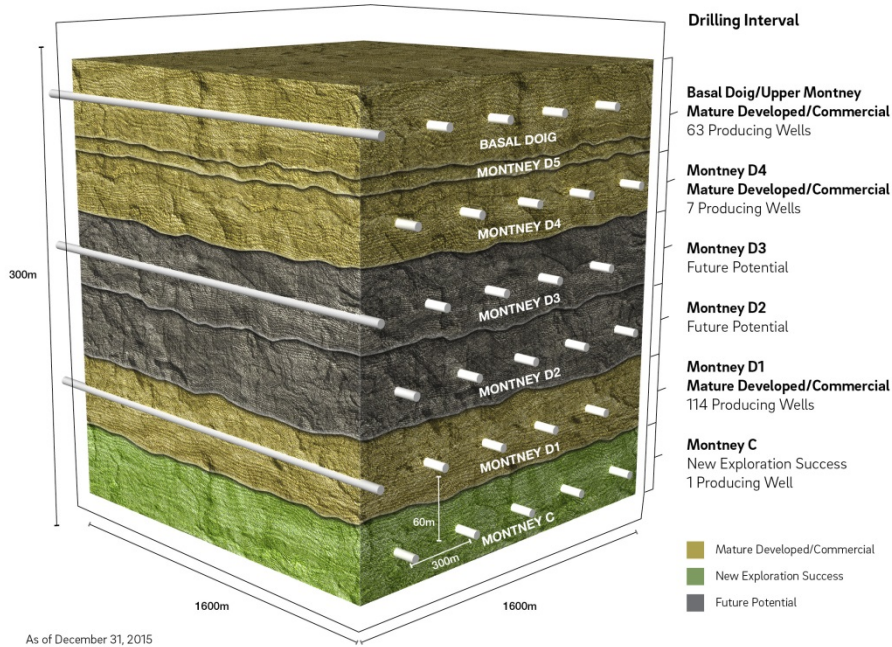 Drilling Interval
Basal Doig/Upper Montney
Mature Developed/Commercial
63 Producing Wells
Montney D4
Mature Developed/Commercial
7 Producing Wells
Montney D3
Future Potential
Montney D2
Future Potential
Montney D1
Mature Developed/Commercial
114 Producing Wells
Montney C
New Exploration Success
1 Producing Well
BASAL DOIG
MONTNEY D5
MONTNEY D4
MONTNEY D3
MONTNEY D2
MONTNEY D1
MONTNEY C
300m
60m
300m
1600m
1600m
Mature Developed/Commercial
New Exploration Success
Future Potential
As of December 31, 2015